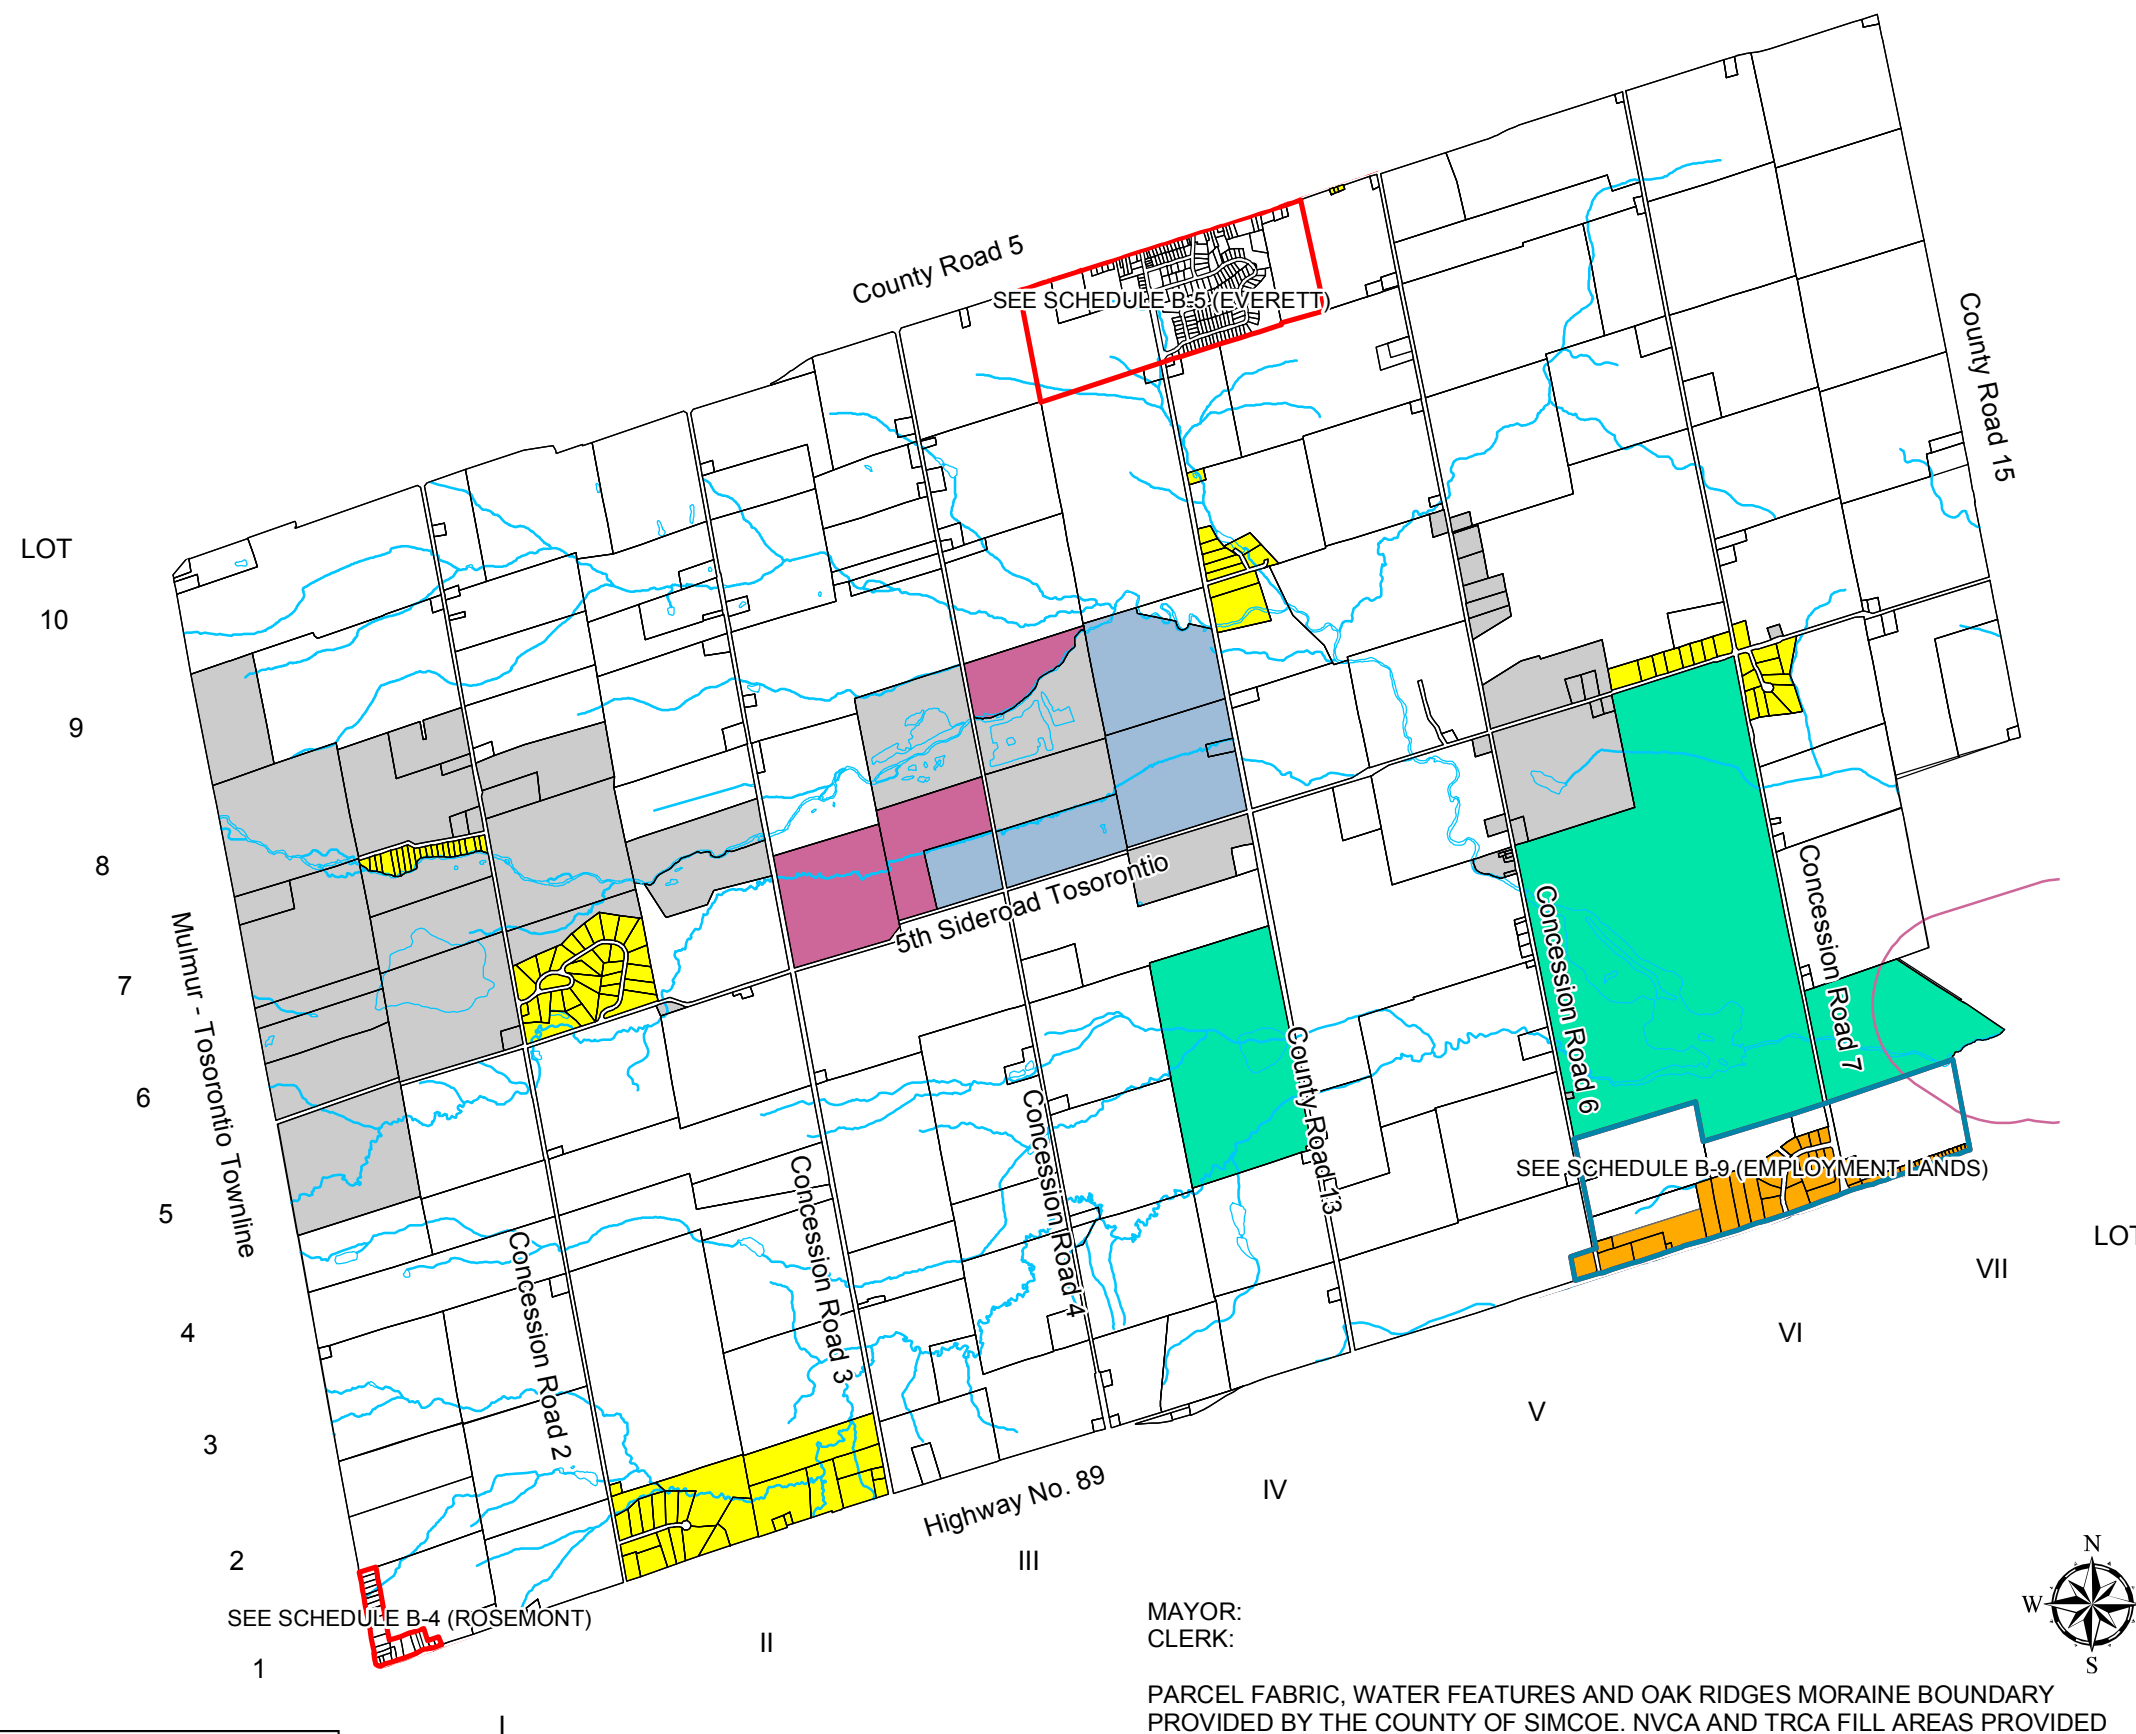 County Road 5
SEE SCHEDULE B-5 (EVERETT)
County Road 15
LOT
10
9
8
7
6
5
4
3
2
1
Mulmur - Tosorontio Townline
5th Sideroad Tosorontio
Concession Road 2
Concession Road 3
Concession Road 4
County Road 13
Concession Road 6
Concession Road 7
SEE SCHEDULE B-9 (EMPLOYMENT LANDS)
LOT
VII
VI
V
IV
III
II
I
Highway No. 89
SEE SCHEDULE B-4 (ROSEMONT)
N
W
S
MAYOR:
CLERK:
PARCEL FABRIC, WATER FEATURES AND OAK RIDGES MORAINE BOUNDARY
PROVIDED BY THE COUNTY OF SIMCOE. NVCA AND TRCA FILL AREAS PROVIDED